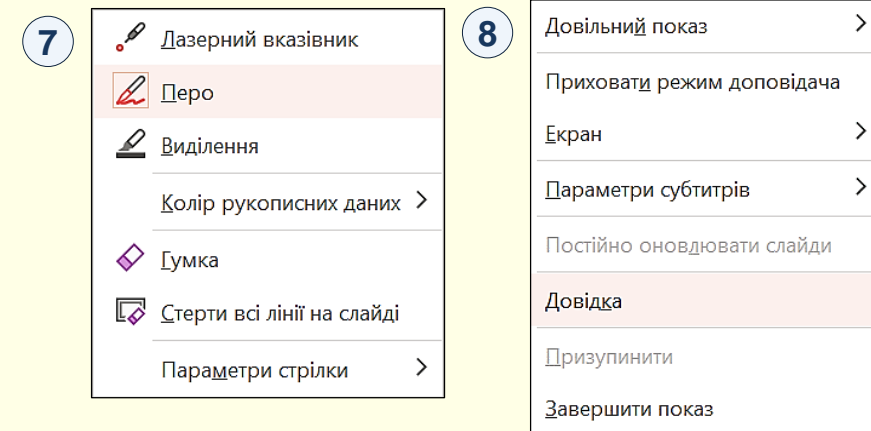 7
Лазерний вказівник
Перо
Виділення
Колір рукописних даних
Гумка
Стерти всі лінії на слайді
Параметри стрілки
8
Довільний показ
Приховати режим доповідача
Екран
Параметри субтитрів
Постійно оновдювати слайди
Довідка
Призупинити
Завершити показ